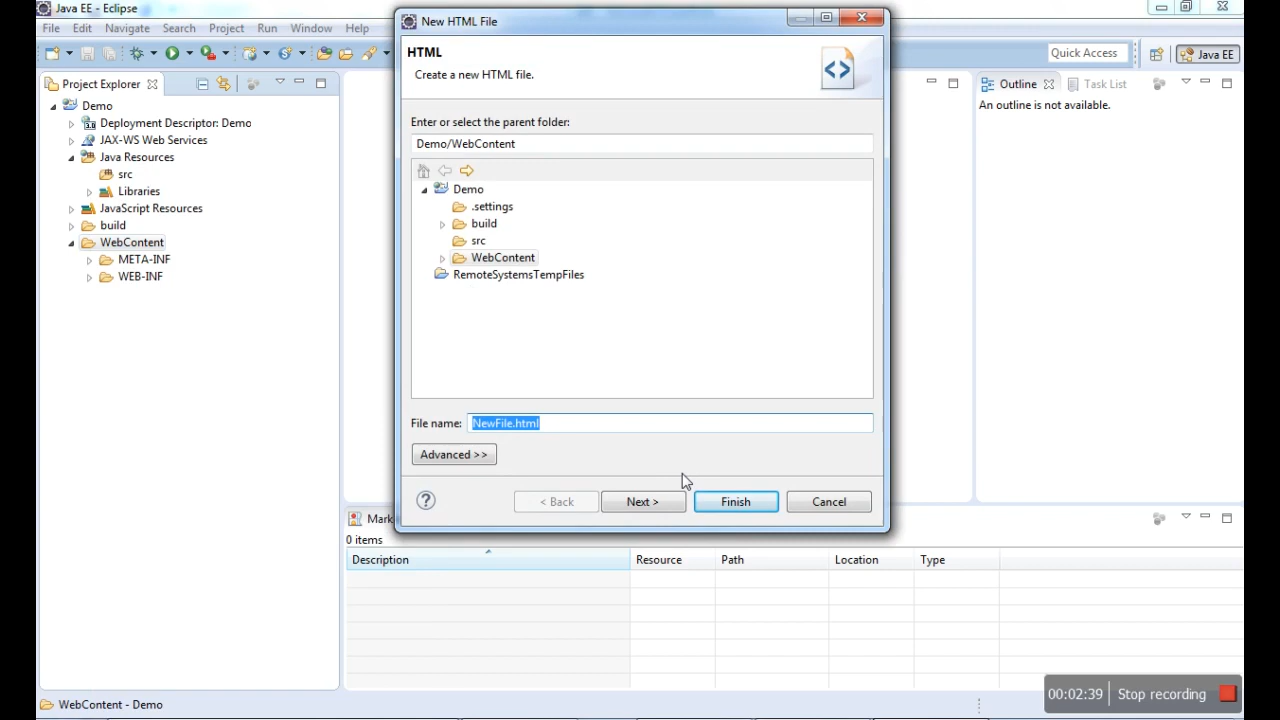 Java EE - Eclipse
File Edit Navigate Search Project Run Window Help
Quick Access
Java EE
Project Explorer
Demo
Deployment Descriptor: Demo
JAX-WS Web Services
Java Resources
src
Libraries
JavaScript Resources
build
WebContent
META-INF
WEB-INF
New HTML File
HTML
Create a new HTML file.
Enter or select the parent folder:
Demo/WebContent
Demo
.settings
build
src
WebContent
RemoteSystemsTempFiles
File name: NewFile.html
Advanced >>
< Back Next > Finish Cancel
Outline Task List
An outline is not available.
Mark
0 items
Description Resource Path Location Type
WebContent - Demo
00:02:39 Stop recording